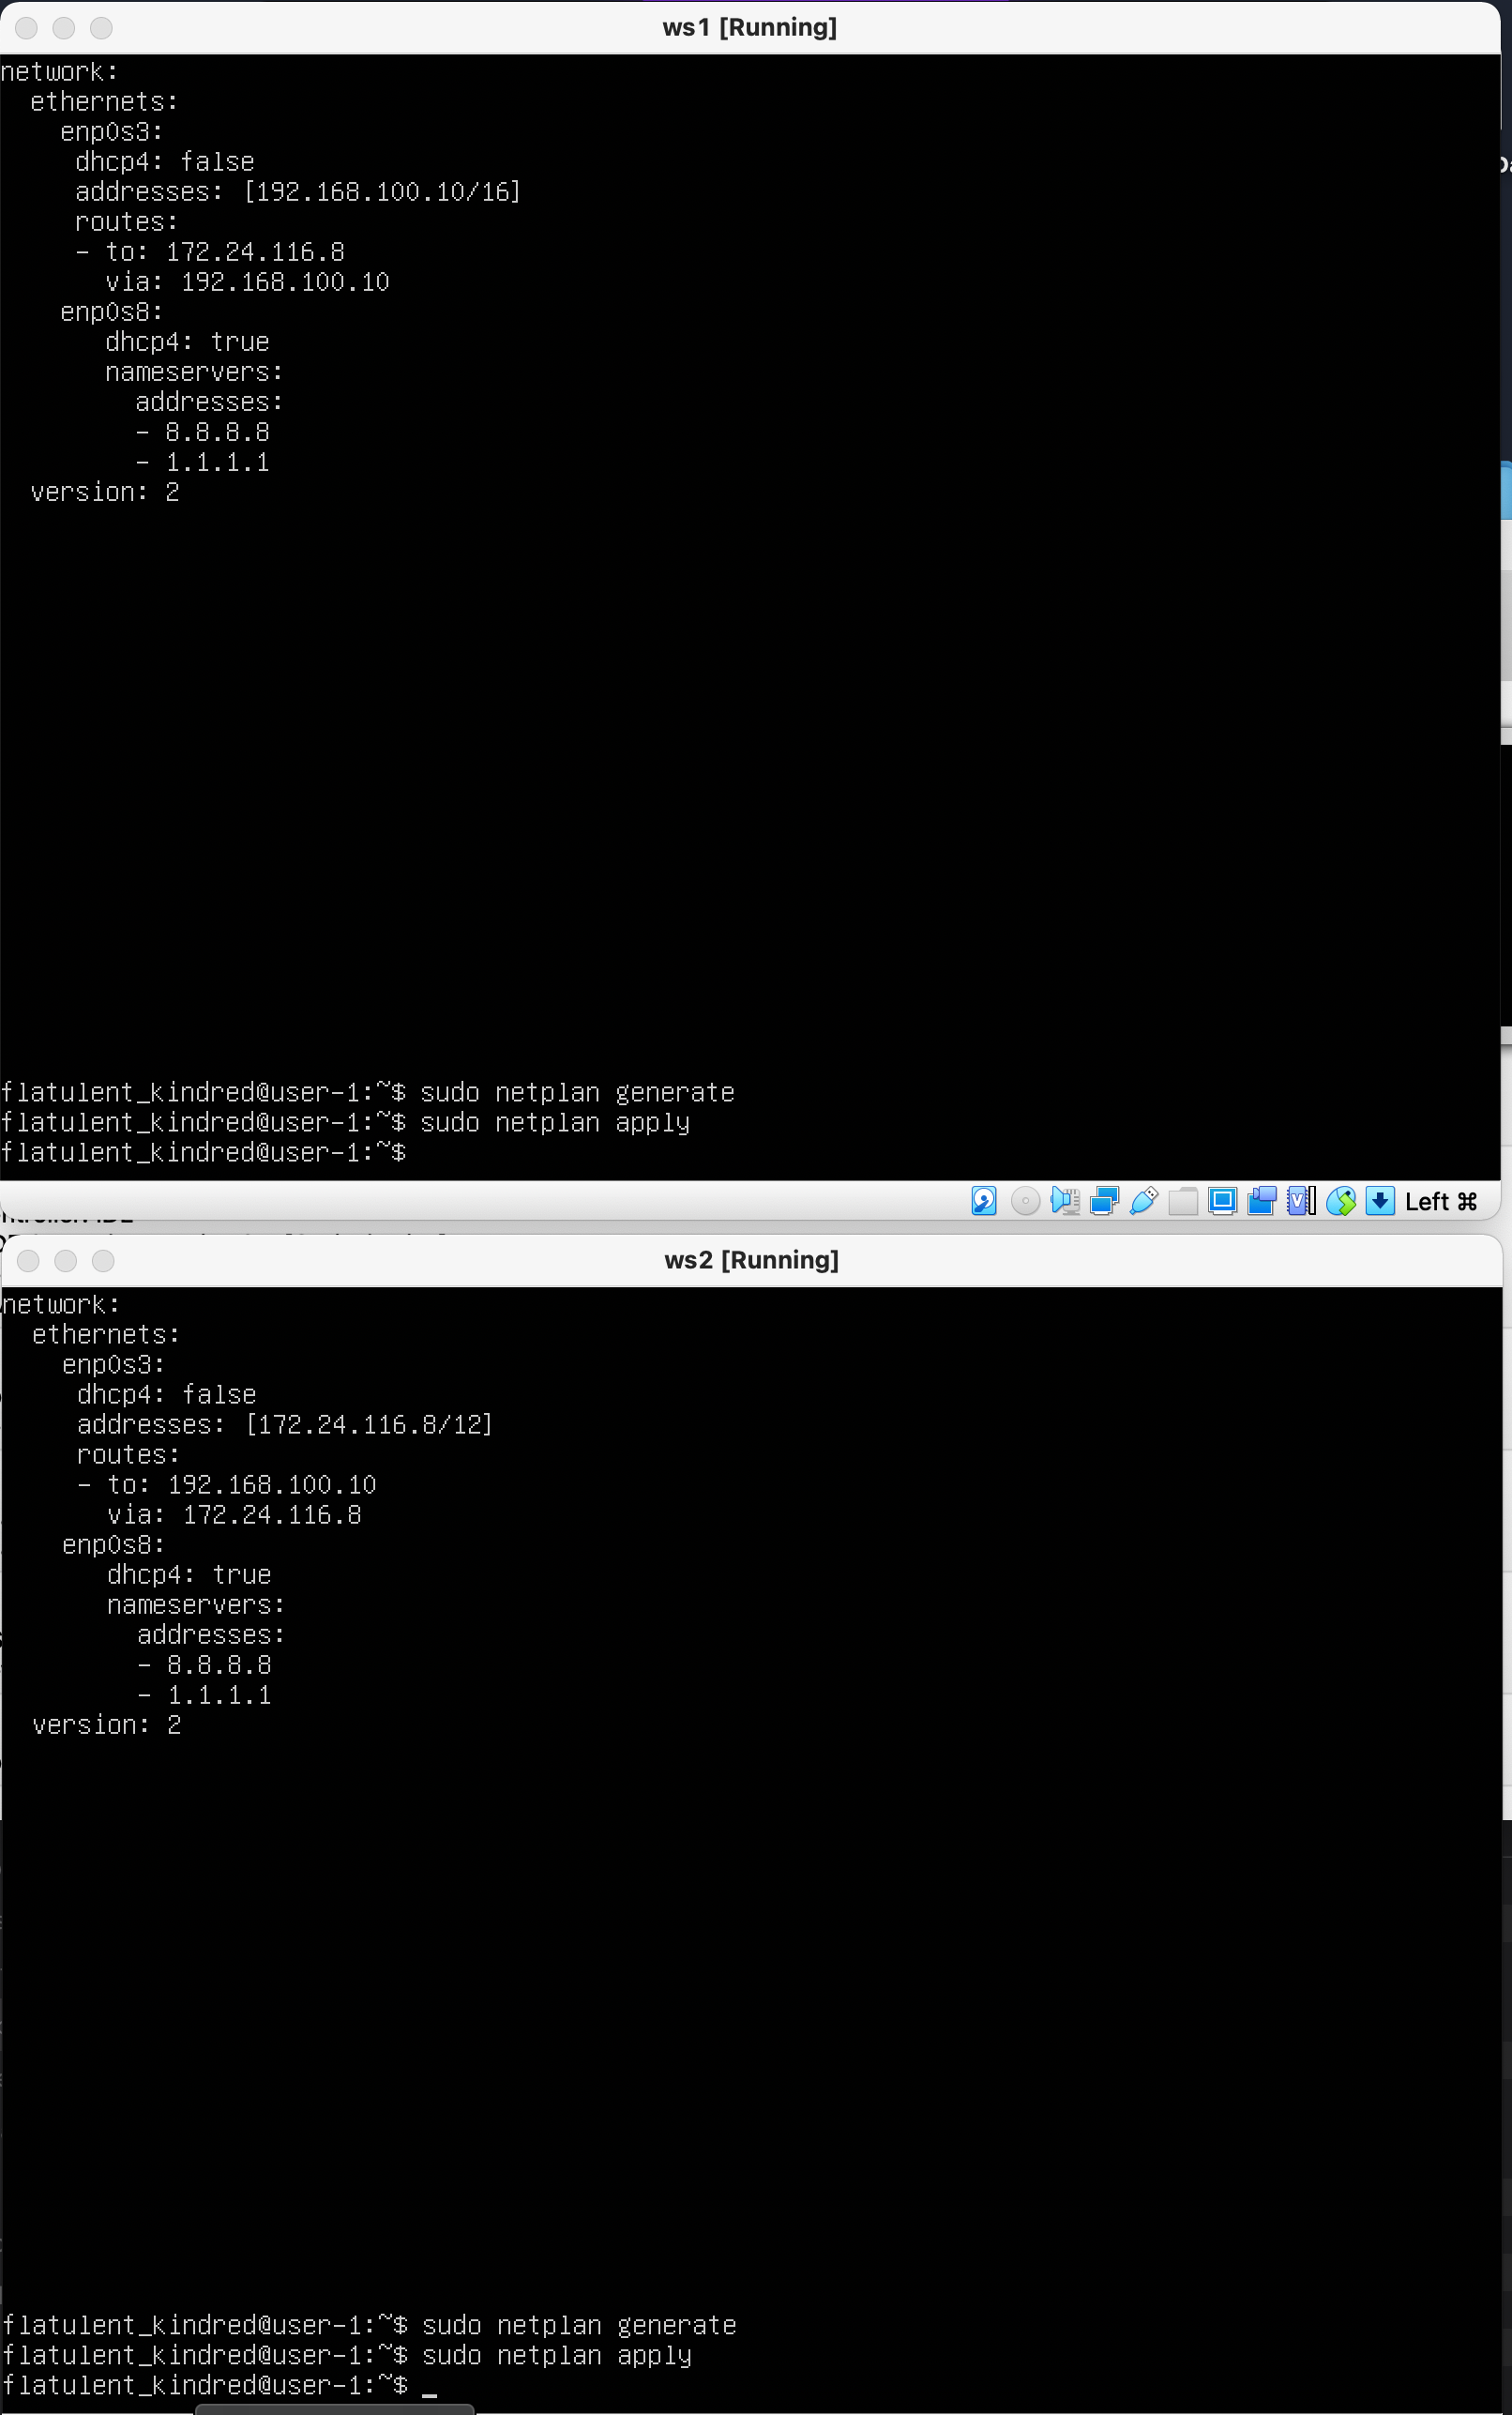 ws1 [Running]
network:
  ethernets:
    enp0s3:
     dhcp4: false
     addresses: [192.168.100.10/16]
     routes:
     - to: 172.24.116.8
       via: 192.168.100.10
    enp0s8:
       dhcp4: true
       nameservers:
         addresses:
         - 8.8.8.8
         - 1.1.1.1
  version: 2
flatulent_kindred@user-1:~$ sudo netplan generate
flatulent_kindred@user-1:~$ sudo netplan apply
flatulent_kindred@user-1:~$
Left ⌘
ws2 [Running]
network:
  ethernets:
    enp0s3:
     dhcp4: false
     addresses: [172.24.116.8/12]
     routes:
     - to: 192.168.100.10
       via: 172.24.116.8
    enp0s8:
       dhcp4: true
       nameservers:
         addresses:
         - 8.8.8.8
         - 1.1.1.1
  version: 2
flatulent_kindred@user-1:~$ sudo netplan generate
flatulent_kindred@user-1:~$ sudo netplan apply
flatulent_kindred@user-1:~$ _